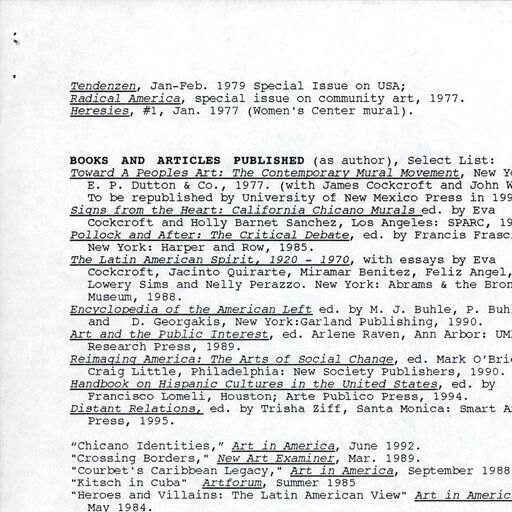 Tendenzen, Jan-Feb. 1979 Special Issue on USA;
Radical America, special issue on community art, 1977.
Heresies, #1, Jan. 1977 (Women's Center mural).
BOOKS AND ARTICLES PUBLISHED (as author), Select List:
Toward A Peoples Art: The Contemporary Mural Movement, New Yo
E. P. Dutton & Co., 1977. (with James Cockcroft and John W
To be republished by University of New Mexico Press in 199
Signs from the Heart: California Chicano Murals ed. by Eva
Cockcroft and Holly Barnet Sanchez, Los Angeles: SPARC, 19
Pollock and After: The Critical Debate, ed. by Francis Frasc
New York: Harper and Row, 1985.
The Latin American Spirit, 1920 - 1970, with essays by Eva
Cockcroft, Jacinto Quirarte, Miramar Benitez, Feliz Angel,
Lowery Sims and Nelly Perazzo. New York: Abrams & the Bron
Museum, 1988.
Encyclopedia of the American Left ed. by M. J. Buhle, P. Buh
and D. Georgakis, New York:Garland Publishing, 1990.
Art and the Public Interest, ed. Arlene Raven, Ann Arbor: UM
Research Press, 1989.
Reimaging America: The Arts of Social Change, ed. Mark O'Bri
Craig Little, Philadelphia: New Society Publishers, 1990.
Handbook on Hispanic Cultures in the United States, ed. by
Francisco Lomeli, Houston; Arte Publico Press, 1994.
Distant Relations, ed. by Trisha Ziff, Santa Monica: Smart A
Press, 1995.
“Chicano Identities,” Art in America, June 1992.
"Crossing Borders," New Art Examiner, Mar. 1989.
"Courbet's Caribbean Legacy," Art in America, September 1988
"Kitsch in Cuba" Artforum, Summer 1985
"Heroes and Villains: The Latin American View" Art in Americ
May 1984.